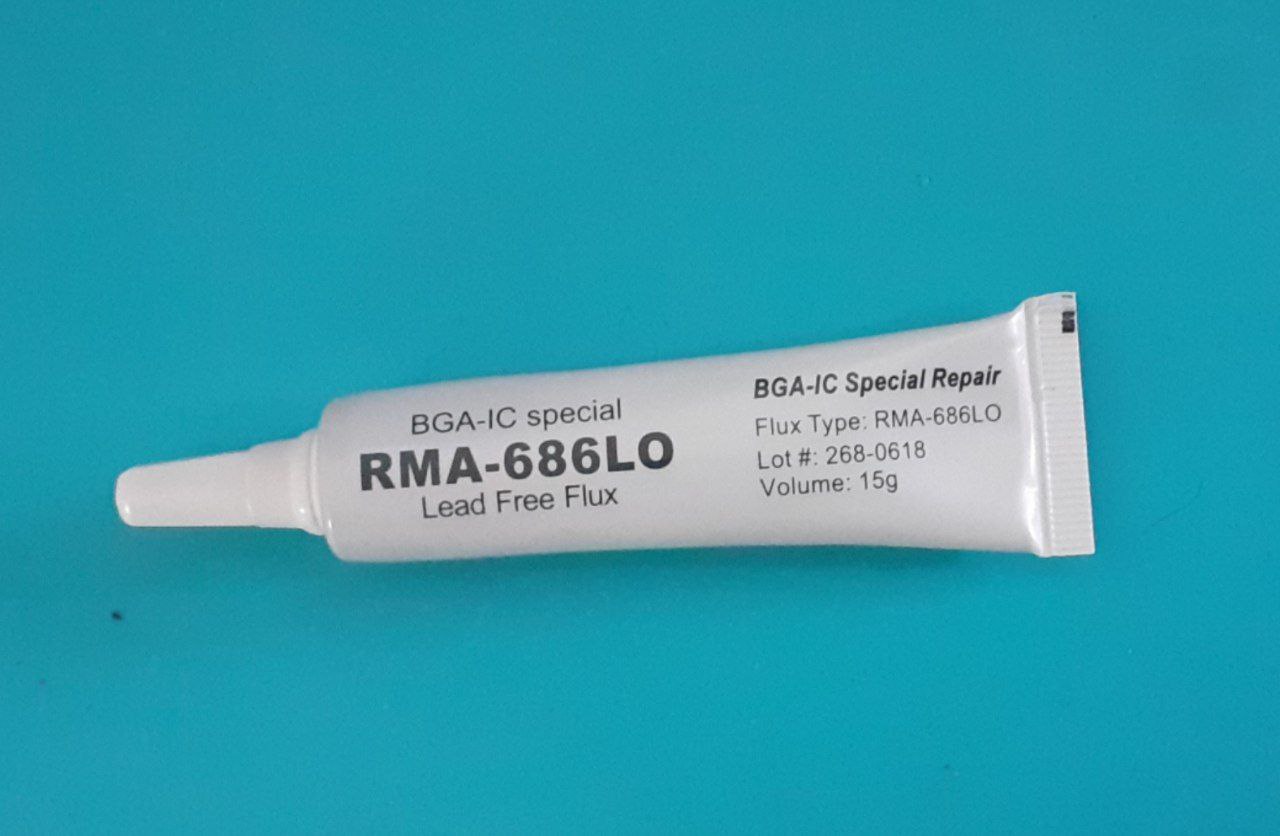 BGA-IC special
RMA-686LO
Lead Free Flux
BGA-IC Special Repair
Flux Type: RMA-686LO
Lot #: 268-0618
Volume: 15g